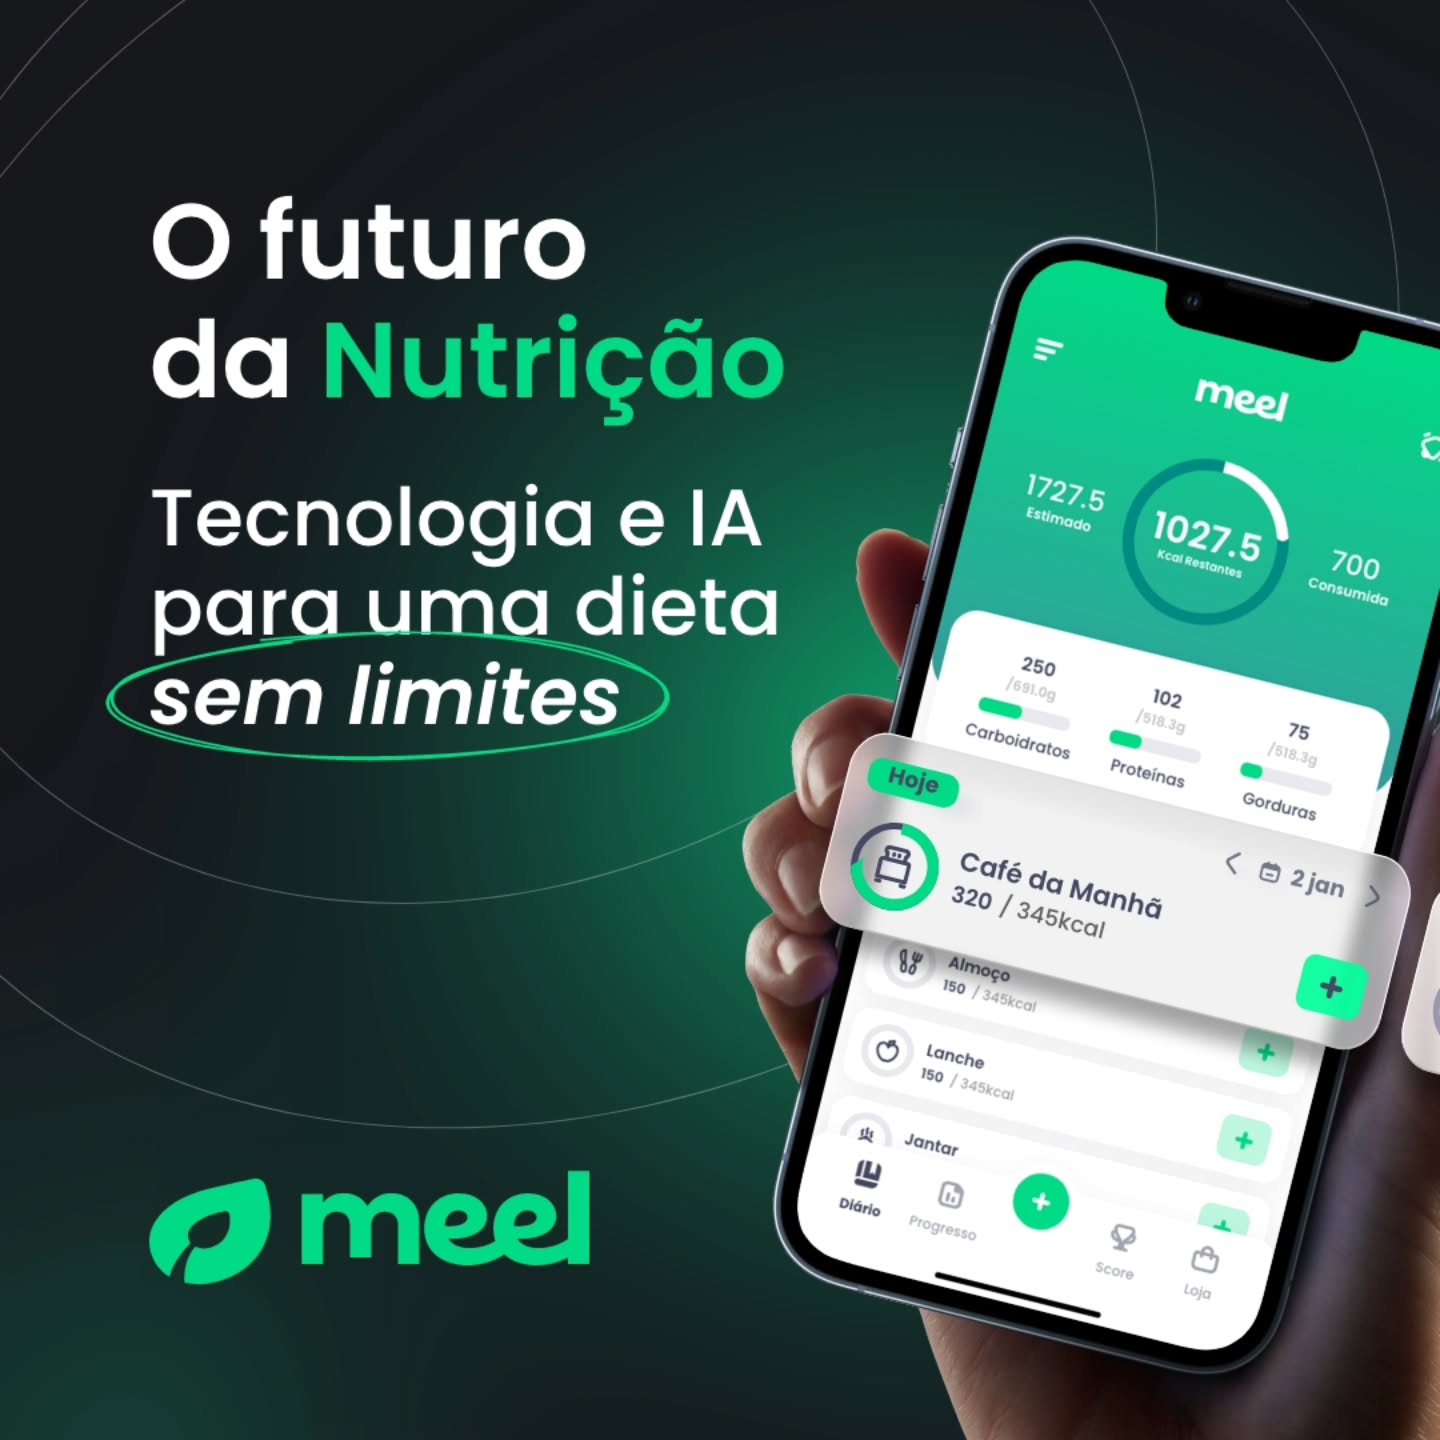 O futuro
da Nutrição
Tecnologia e IA
para uma dieta
sem limites
meel
meel
1727.5
Estimado
1027.5
Kcal Restantes
700
Consumida
250
/691.0g
Carboidratos
102
/518.3g
Proteínas
75
/518.3g
Gorduras
Hoje
2 jan
Café da Manhã
320 / 345kcal
Almoço
150 / 345kcal
Lanche
150 / 345kcal
Jantar
Diário
Progresso
Score
Loja